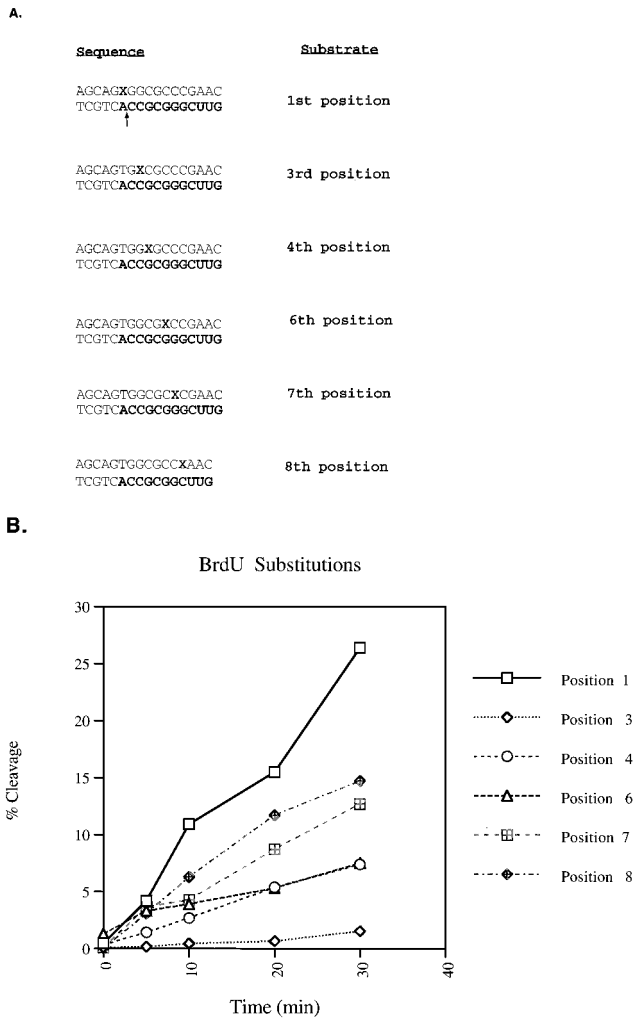 A.
Sequence Substrate
AGCAGXGGCGCCCGAAC
TCGTCACCGCGGGCUUG
1st position
AGCAGTGXCGCCCGAAC
TCGTCACCGCGGGCUUG
3rd position
AGCAGTGGXGCCCGAAC
TCGTCACCGCGGGCUUG
4th position
AGCAGTGGCGXCCGAAC
TCGTCACCGCGGGCUUG
6th position
AGCAGTGGCGCXCGAAC
TCGTCACCGCGGGCUUG
7th position
AGCAGTGGCGCCXAAC
TCGTCACCGCGGCUUG
8th position
B.
BrdU Substitutions
% Cleavage
30
25
20
15
10
5
0
0 10 20 30 40
Time (min)
Position 1
Position 3
Position 4
Position 6
Position 7
Position 8